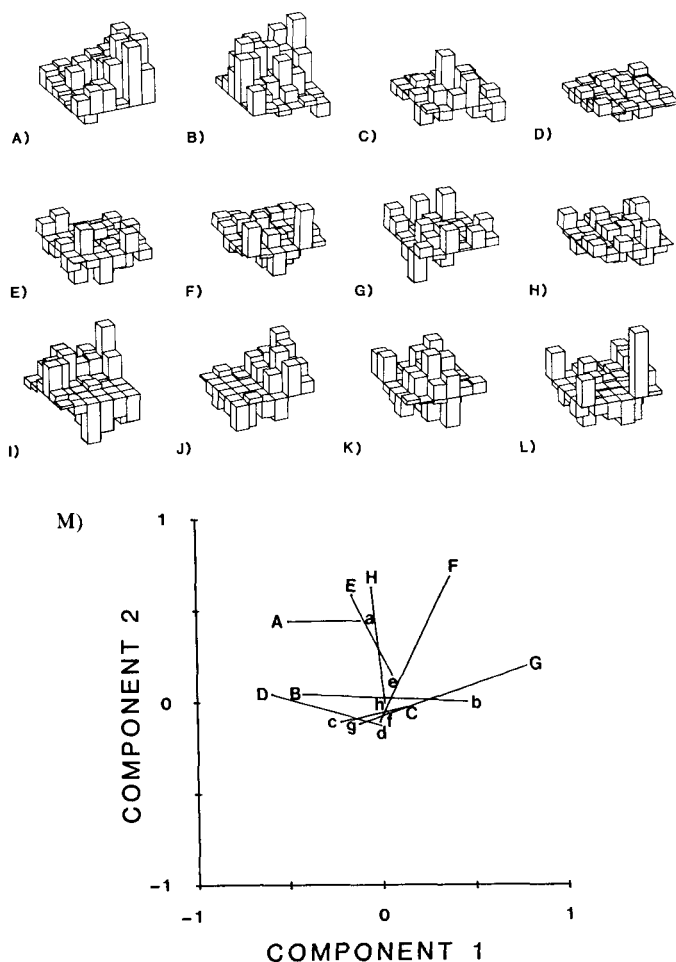 A) B) C) D)
E) F) G) H)
I) J) K) L)
M)
1
F
H
E
a
A
G
e
D B
b
h
C
c g f
d
0
-1
-1 0 1
COMPONENT 2
COMPONENT 1